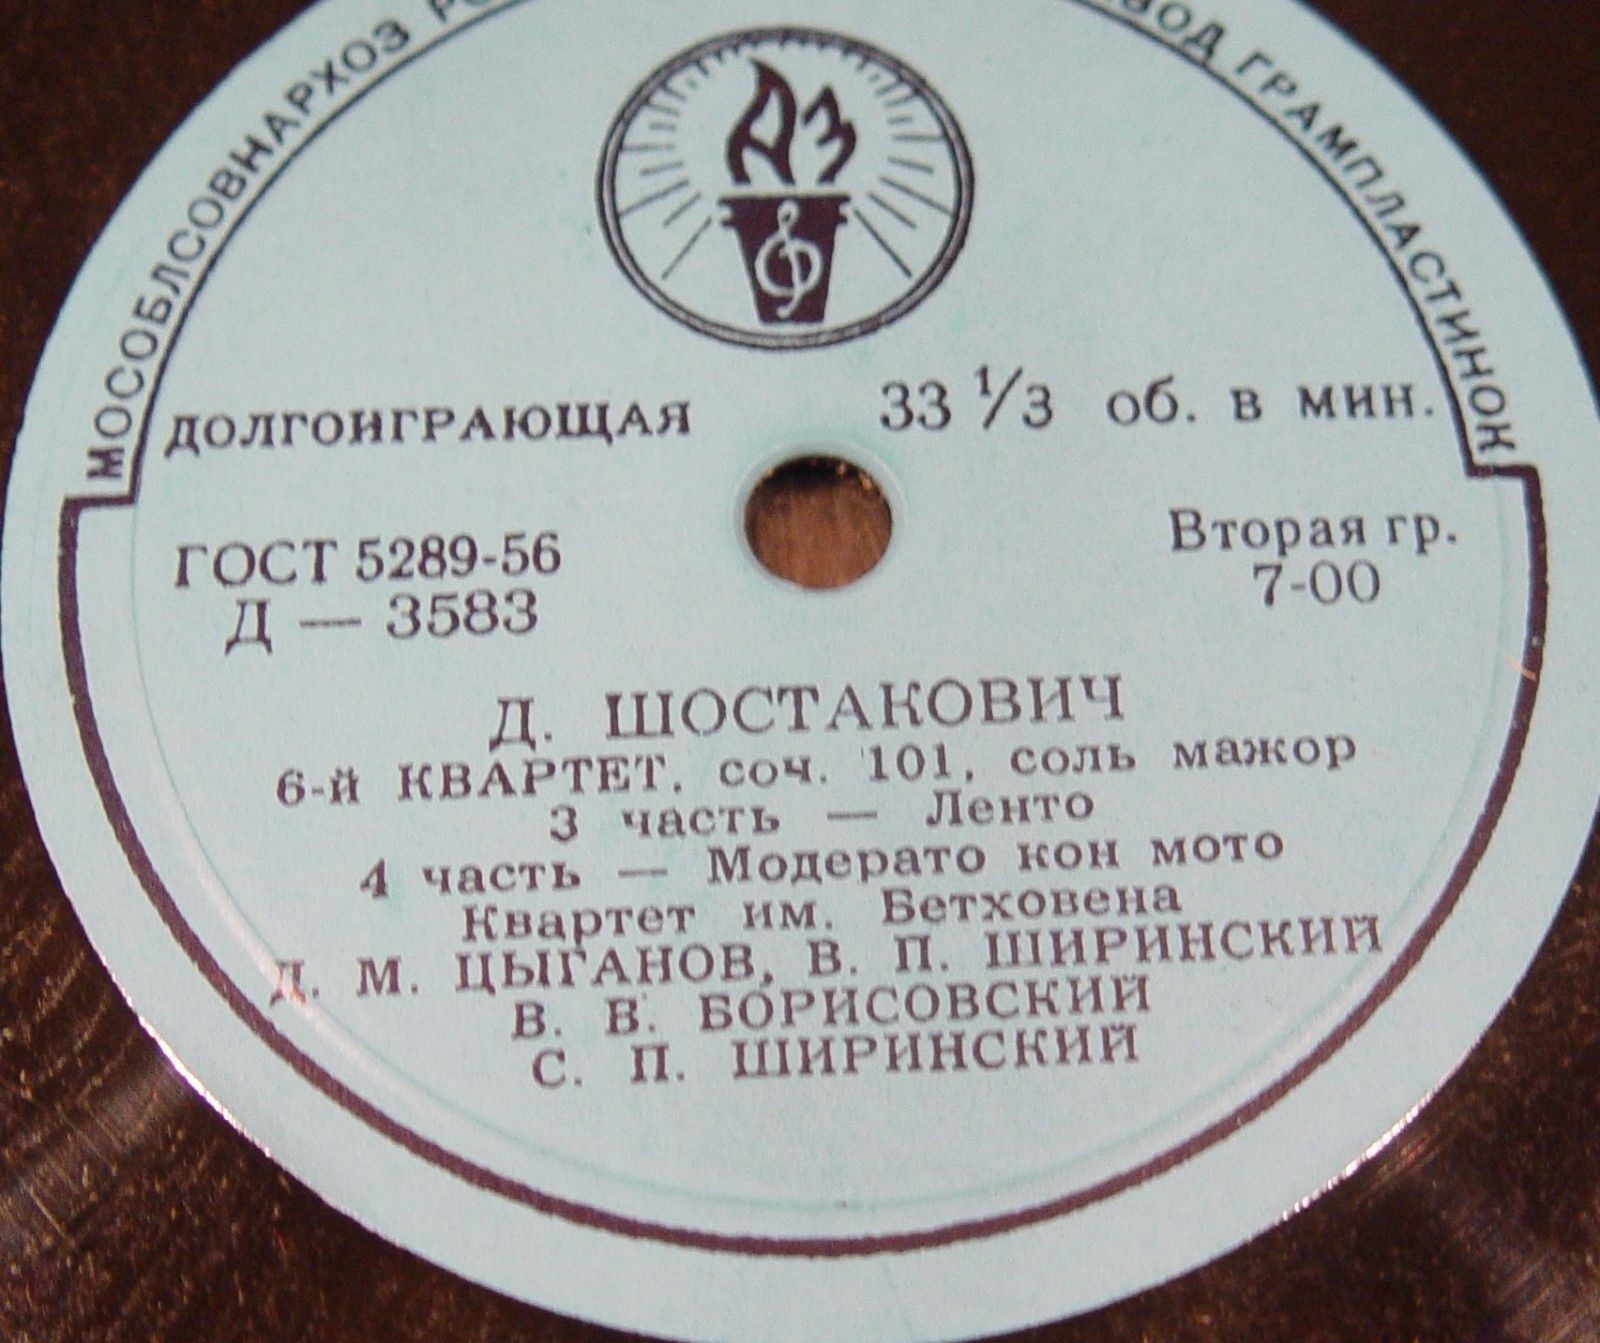 МОСОБЛСОВНАРХОЗ
ГРАМПЛАСТИНОК
АЗ
ДОЛГОИГРАЮЩАЯ 33 1/3 об. в мин.
ГОСТ 5289-56 Вторая гр.
Д — 3583 7-00
Д. ШОСТАКОВИЧ
6-й КВАРТЕТ, соч. 101, соль мажор
3 часть — Ленто
4 часть — Модерато кон мото
Квартет им. Бетховена
Д. М. ЦЫГАНОВ, В. П. ШИРИНСКИЙ
В. В. БОРИСОВСКИЙ
С. П. ШИРИНСКИЙ